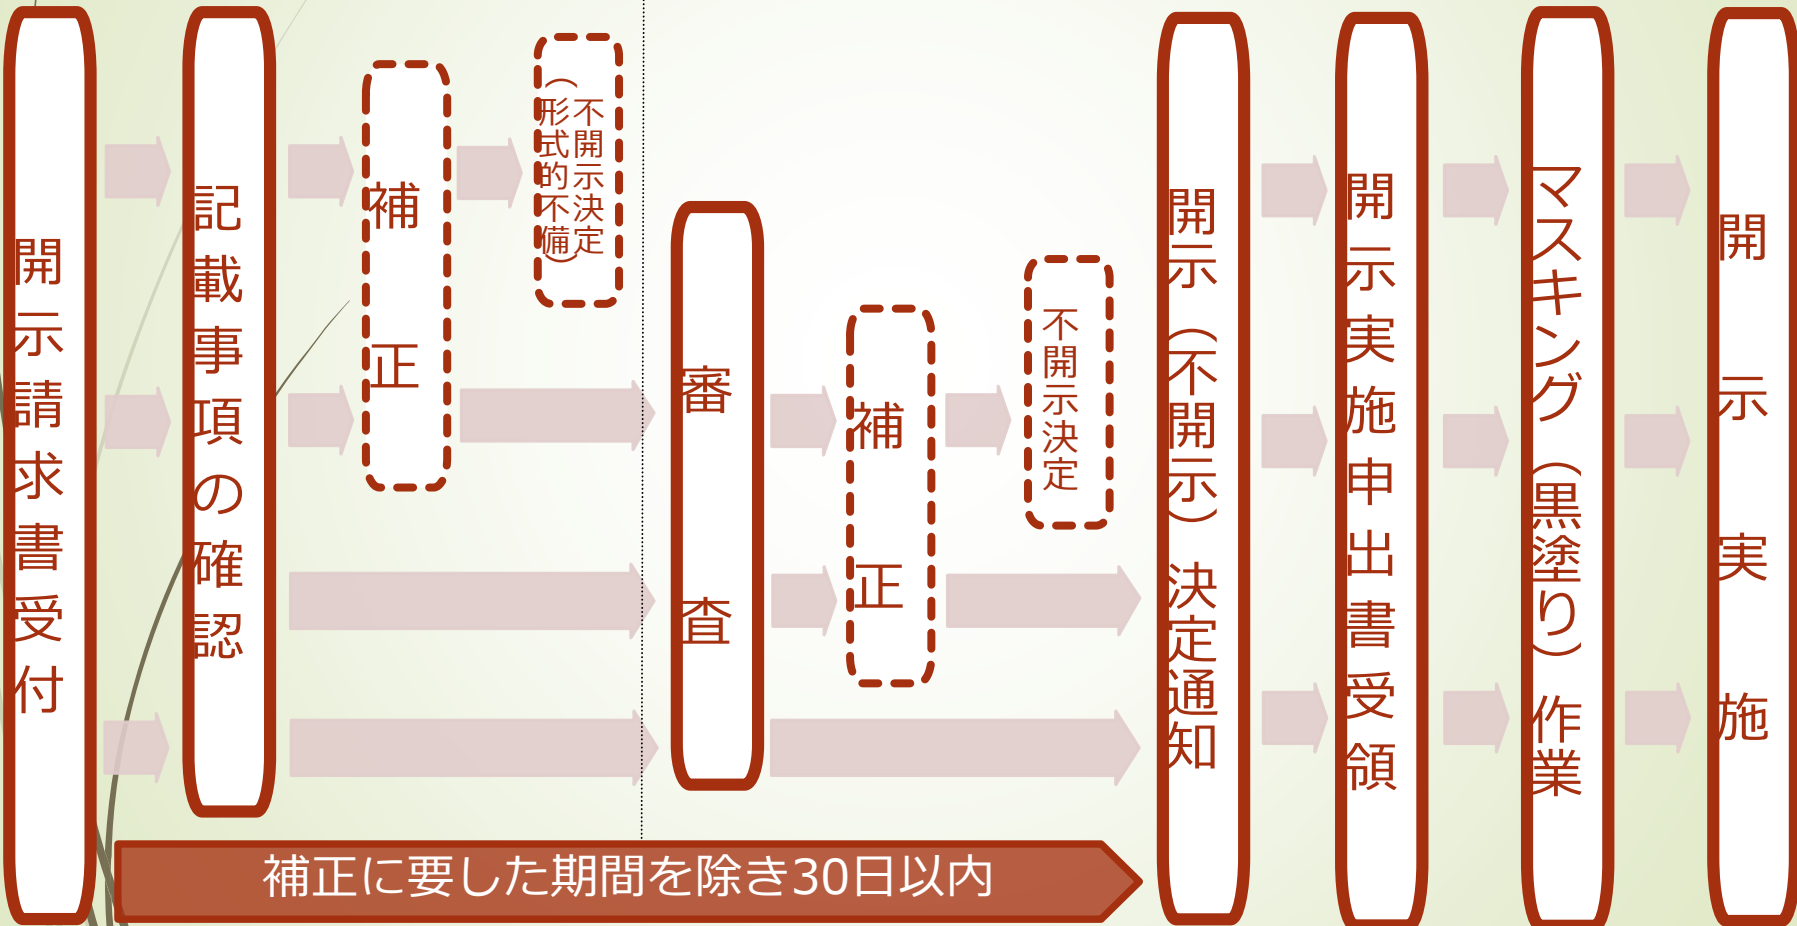 開示請求書受付
記載事項の確認
補正
不開示決定
（形式的不備）
審査
補正
不開示決定
開示（不開示）決定通知
開示実施申出書受領
マスキング（黒塗り）作業
開示実施
補正に要した期間を除き30日以内